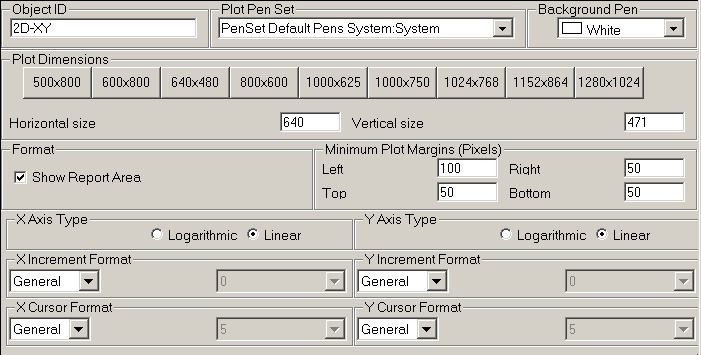 Object ID Plot Pen Set Background Pen
2D-XY PenSet Default Pens System:System White
Plot Dimensions
500x800 600x800 640x480 800x600 1000x625 1000x750 1024x768 1152x864 1280x1024
Horizontal size 640 Vertical size 471
Format Minimum Plot Margins (Pixels)
Left 100 Right 50
Show Report Area
Top 50 Bottom 50
X Axis Type Y Axis Type
Logarithmic Linear Logarithmic Linear
X Increment Format Y Increment Format
General 0 General 0
X Cursor Format Y Cursor Format
General 5 General 5